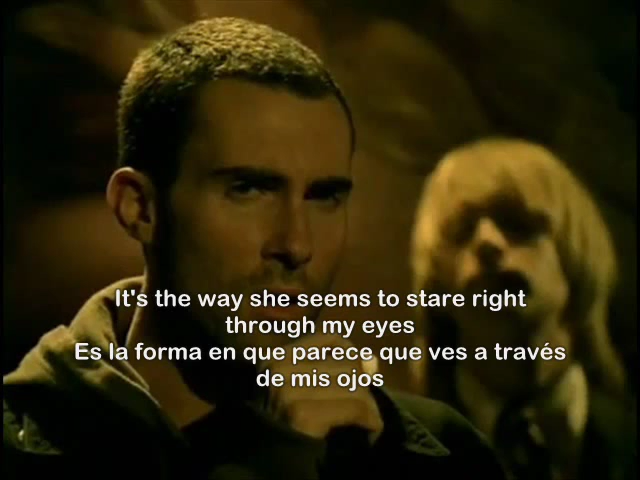 It's the way she seems to stare right
through my eyes
Es la forma en que parece que ves a través
de mis ojos